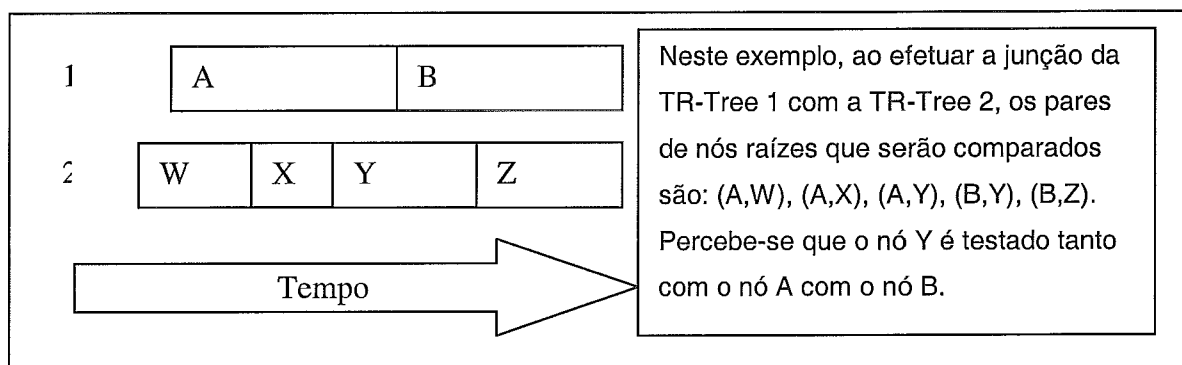 1 A B
2 W X Y Z
Tempo
Neste exemplo, ao efetuar a junção da
TR-Tree 1 com a TR-Tree 2, os pares
de nós raízes que serão comparados
são: (A,W), (A,X), (A,Y), (B,Y), (B,Z).
Percebe-se que o nó Y é testado tanto
com o nó A com o nó B.